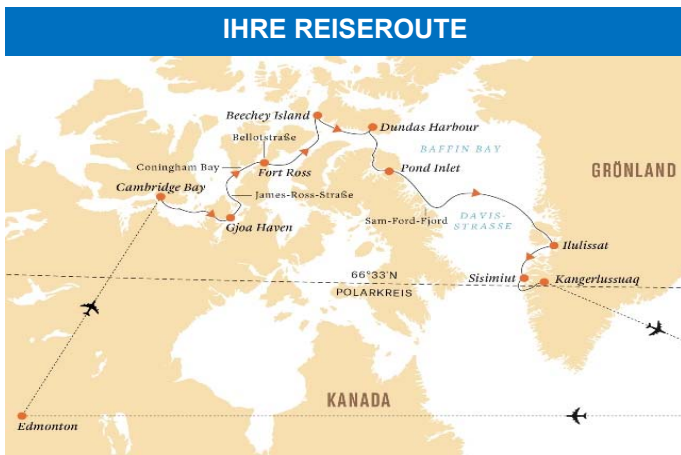 IHRE REISEROUTE
Beechey Island
Dundas Harbour
Bellotstraße
BAFFIN BAY
Coningham Bay
Fort Ross
Pond Inlet
GRÖNLAND
Cambridge Bay
James-Ross-Straße
Gjoa Haven
Sam-Ford-Fjord
DAVIS-
STRASSE
Ilulissat
66°33'N
Sisimiut
Kangerlussuaq
POLARKREIS
KANADA
Edmonton